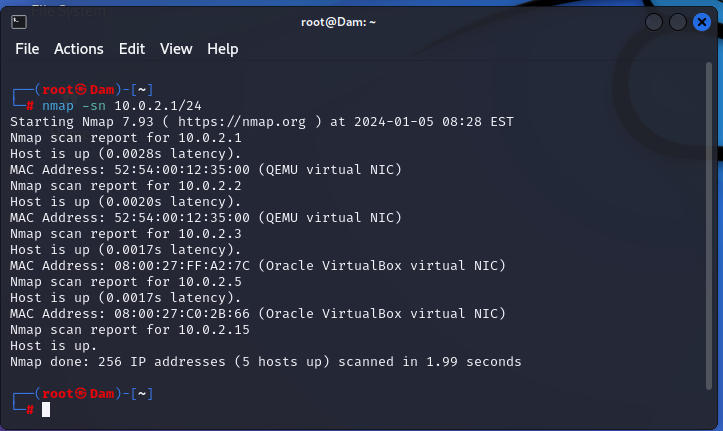 File System
root@Dam: ~
File Actions Edit View Help
┌──(root㉿Dam)-[~]
└─# nmap -sn 10.0.2.1/24
Starting Nmap 7.93 ( https://nmap.org ) at 2024-01-05 08:28 EST
Nmap scan report for 10.0.2.1
Host is up (0.0028s latency).
MAC Address: 52:54:00:12:35:00 (QEMU virtual NIC)
Nmap scan report for 10.0.2.2
Host is up (0.0020s latency).
MAC Address: 52:54:00:12:35:00 (QEMU virtual NIC)
Nmap scan report for 10.0.2.3
Host is up (0.0017s latency).
MAC Address: 08:00:27:FF:A2:7C (Oracle VirtualBox virtual NIC)
Nmap scan report for 10.0.2.5
Host is up (0.0017s latency).
MAC Address: 08:00:27:C0:2B:66 (Oracle VirtualBox virtual NIC)
Nmap scan report for 10.0.2.15
Host is up.
Nmap done: 256 IP addresses (5 hosts up) scanned in 1.99 seconds
┌──(root㉿Dam)-[~]
└─#